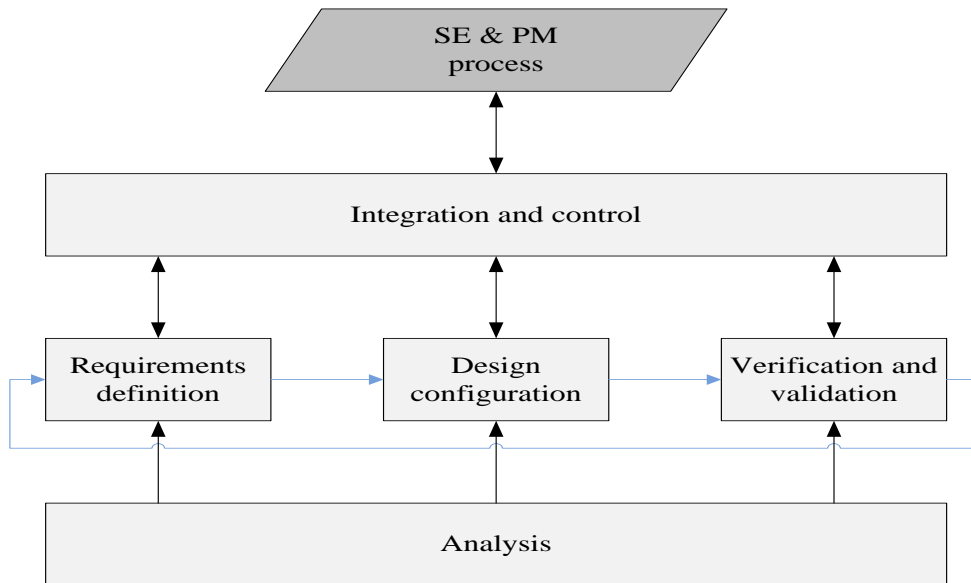 SE & PM
process
Integration and control
Requirements
definition
Design
configuration
Verification and
validation
Analysis